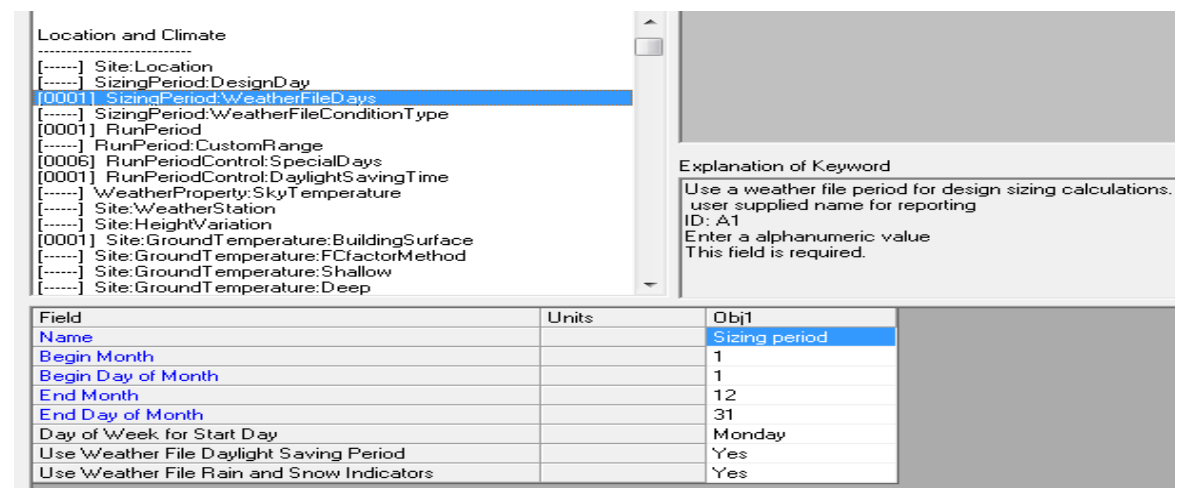 Location and Climate
---------------------------
[------] Site:Location
[------] SizingPeriod:DesignDay
[0001] SizingPeriod:WeatherFileDays
[------] SizingPeriod:WeatherFileConditionType
[0001] RunPeriod
[------] RunPeriod:CustomRange
[0006] RunPeriodControl:SpecialDays
[0001] RunPeriodControl:DaylightSavingTime
[------] WeatherProperty:SkyTemperature
[------] Site:WeatherStation
[------] Site:HeightVariation
[0001] Site:GroundTemperature:BuildingSurface
[------] Site:GroundTemperature:FCfactorMethod
[------] Site:GroundTemperature:Shallow
[------] Site:GroundTemperature:Deep
Explanation of Keyword
Use a weather file period for design sizing calculations.
user supplied name for reporting
ID: A1
Enter a alphanumeric value
This field is required.
Field Units Obj1
Name Sizing period
Begin Month 1
Begin Day of Month 1
End Month 12
End Day of Month 31
Day of Week for Start Day Monday
Use Weather File Daylight Saving Period Yes
Use Weather File Rain and Snow Indicators Yes